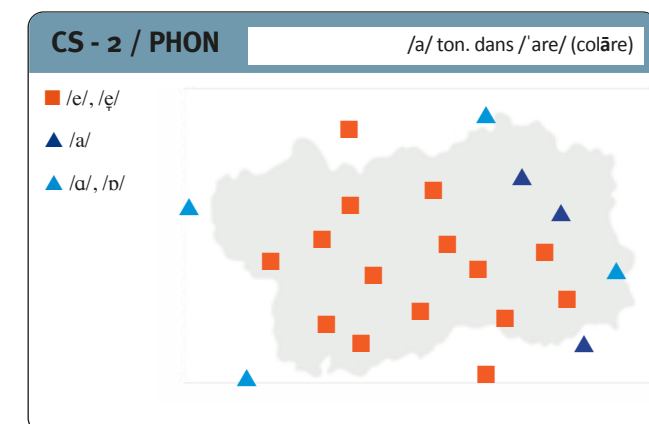 CS - 2 / PHON
/a/ ton. dans /ˈare/ (colāre)
/e/, /ẹ̞/
/a/
/ɑ/, /ɒ/